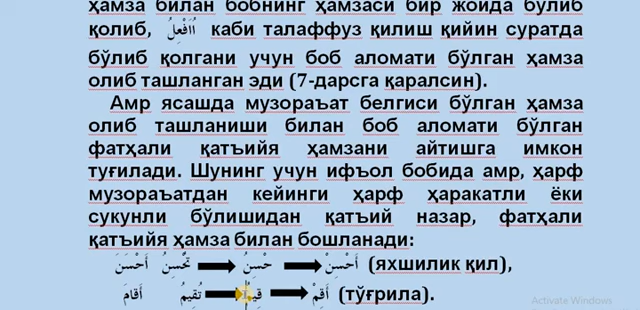 ҳамза билан бобнинг ҳамзаси бир жойда бўлиб
қолиб, اُاَفْعِلُ каби талаффуз қилиш қийин суратда
бўлиб қолгани учун боб аломати бўлган ҳамза
олиб ташланган эди (7-дарсга қаралсин).
Амр ясашда музораъат белгиси бўлган ҳамза
олиб ташланиши билан боб аломати бўлган
фатҳали қатъийя ҳамзани айтишга имкон
туғилади. Шунинг учун ифъол бобида амр, ҳарф
музораъатдан кейинги ҳарф ҳаракатли ёки
сукунли бўлишидан қатъий назар, фатҳали
қатъийя ҳамза билан бошланади:
أَحْسَنَ تُحْسِنُ حْسِنُ أَحْسِنْ (яхшилик қил),
أَقَامَ تُقِيمُ قِيمُ أَقِمْ (тўғрила).
Activate Windows